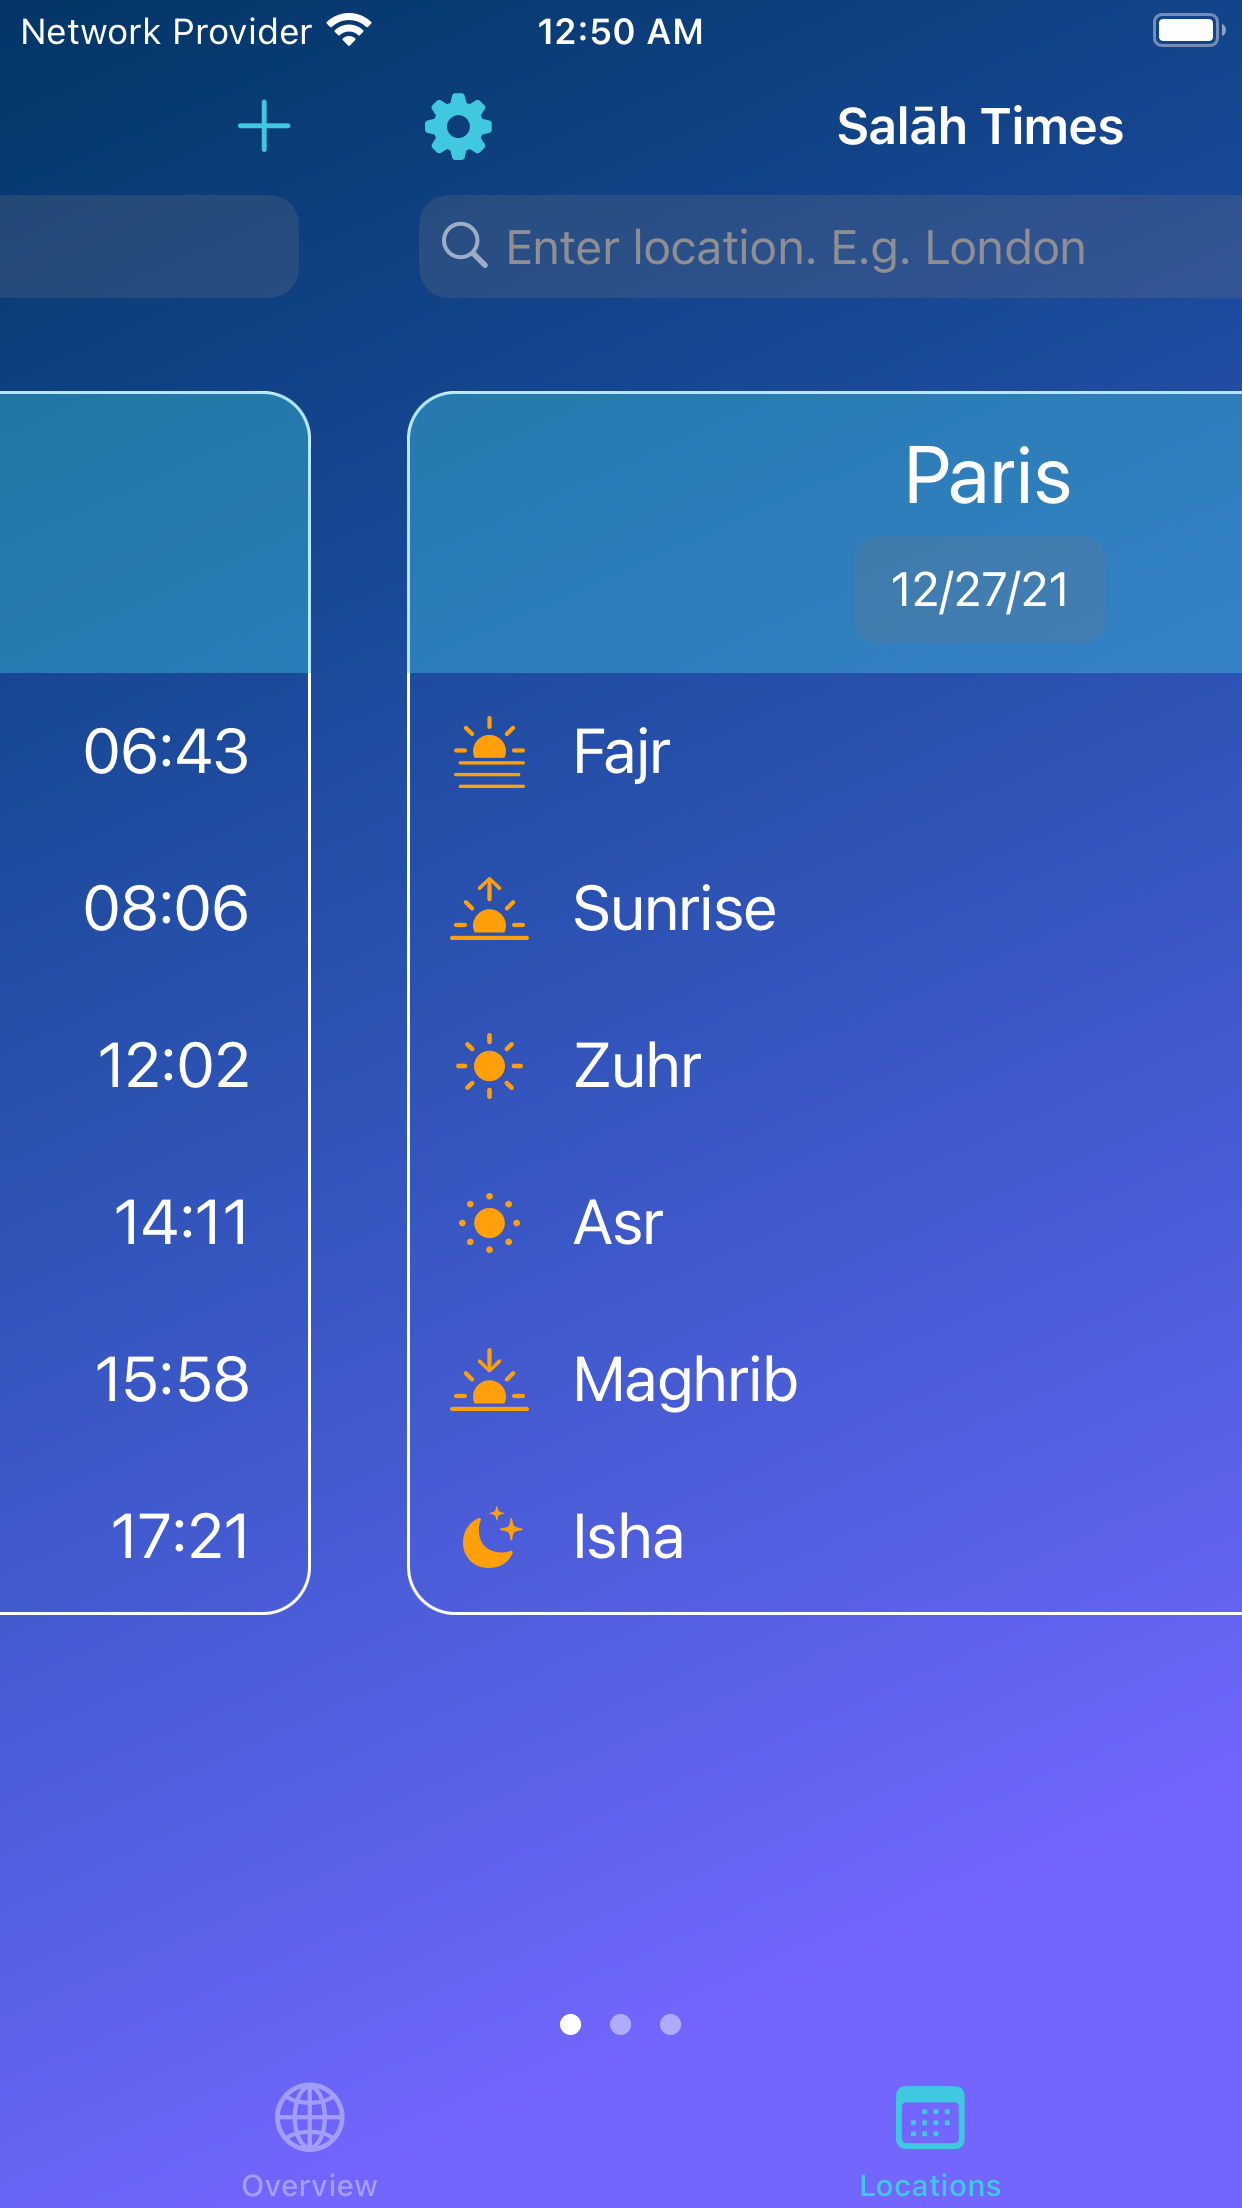 Network Provider 12:50 AM
Salāh Times
Enter location. E.g. London
06:43
08:06
12:02
14:11
15:58
17:21
Paris
12/27/21
Fajr
Sunrise
Zuhr
Asr
Maghrib
Isha
Overview
Locations